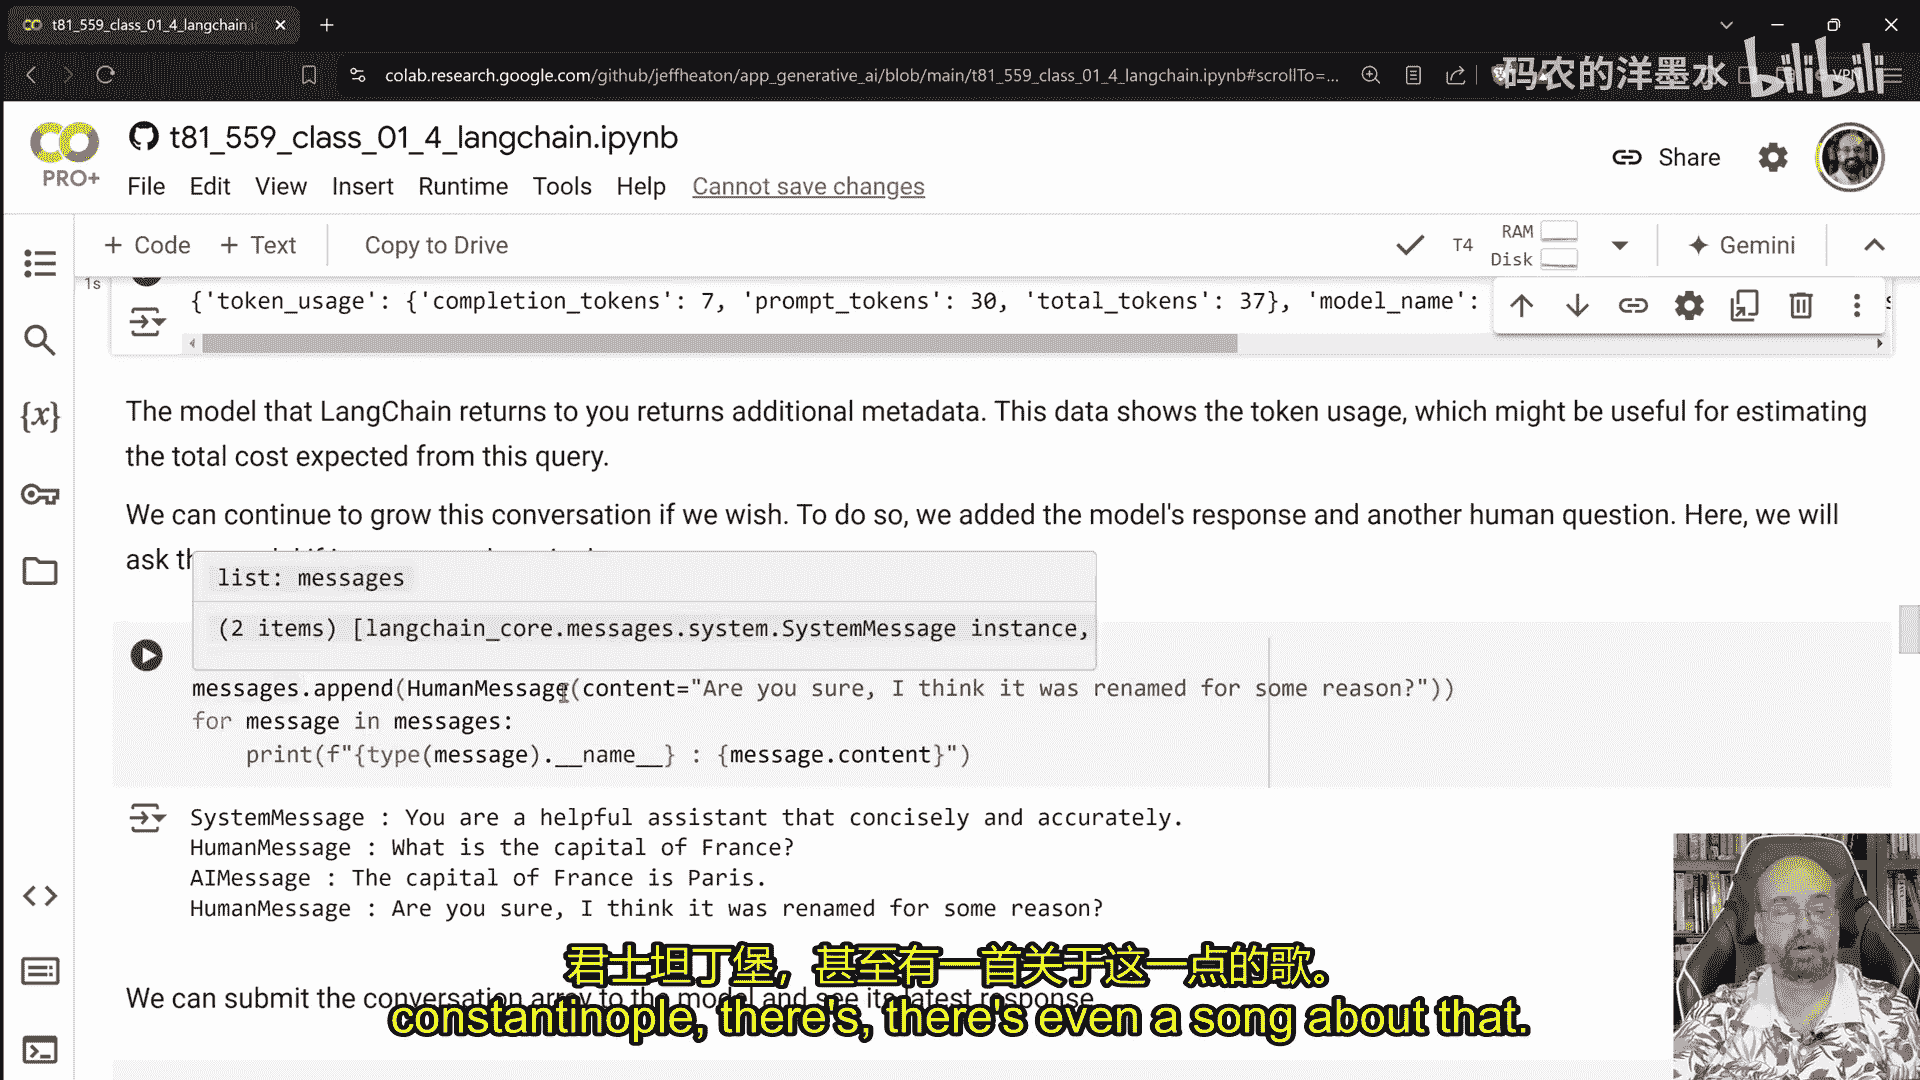 t81_559_class_01_4_langchain.i
colab.research.google.com/github/jeffheaton/app_generative_ai/blob/main/t81_559_class_01_4_langchain.ipynb#scrollTo=...
码农的洋墨水 bilibili
VPN
PRO+
t81_559_class_01_4_langchain.ipynb
Share
File Edit View Insert Runtime Tools Help Cannot save changes
+ Code + Text Copy to Drive
T4
RAM
Disk
Gemini
1s
{'token_usage': {'completion_tokens': 7, 'prompt_tokens': 30, 'total_tokens': 37}, 'model_name':
The model that LangChain returns to you returns additional metadata. This data shows the token usage, which might be useful for estimating
the total cost expected from this query.
We can continue to grow this conversation if we wish. To do so, we added the model's response and another human question. Here, we will
ask
list: messages
(2 items) [langchain_core.messages.system.SystemMessage instance,
messages.append(HumanMessage(content="Are you sure, I think it was renamed for some reason?"))
for message in messages:
print(f"{type(message).__name__} : {message.content}")
SystemMessage : You are a helpful assistant that concisely and accurately.
HumanMessage : What is the capital of France?
AIMessage : The capital of France is Paris.
HumanMessage : Are you sure, I think it was renamed for some reason?
君士坦丁堡，甚至有一首关于这一点的歌。
We can submit the conversation array to the model and see its latest response
constantinople, there's, there's even a song about that.